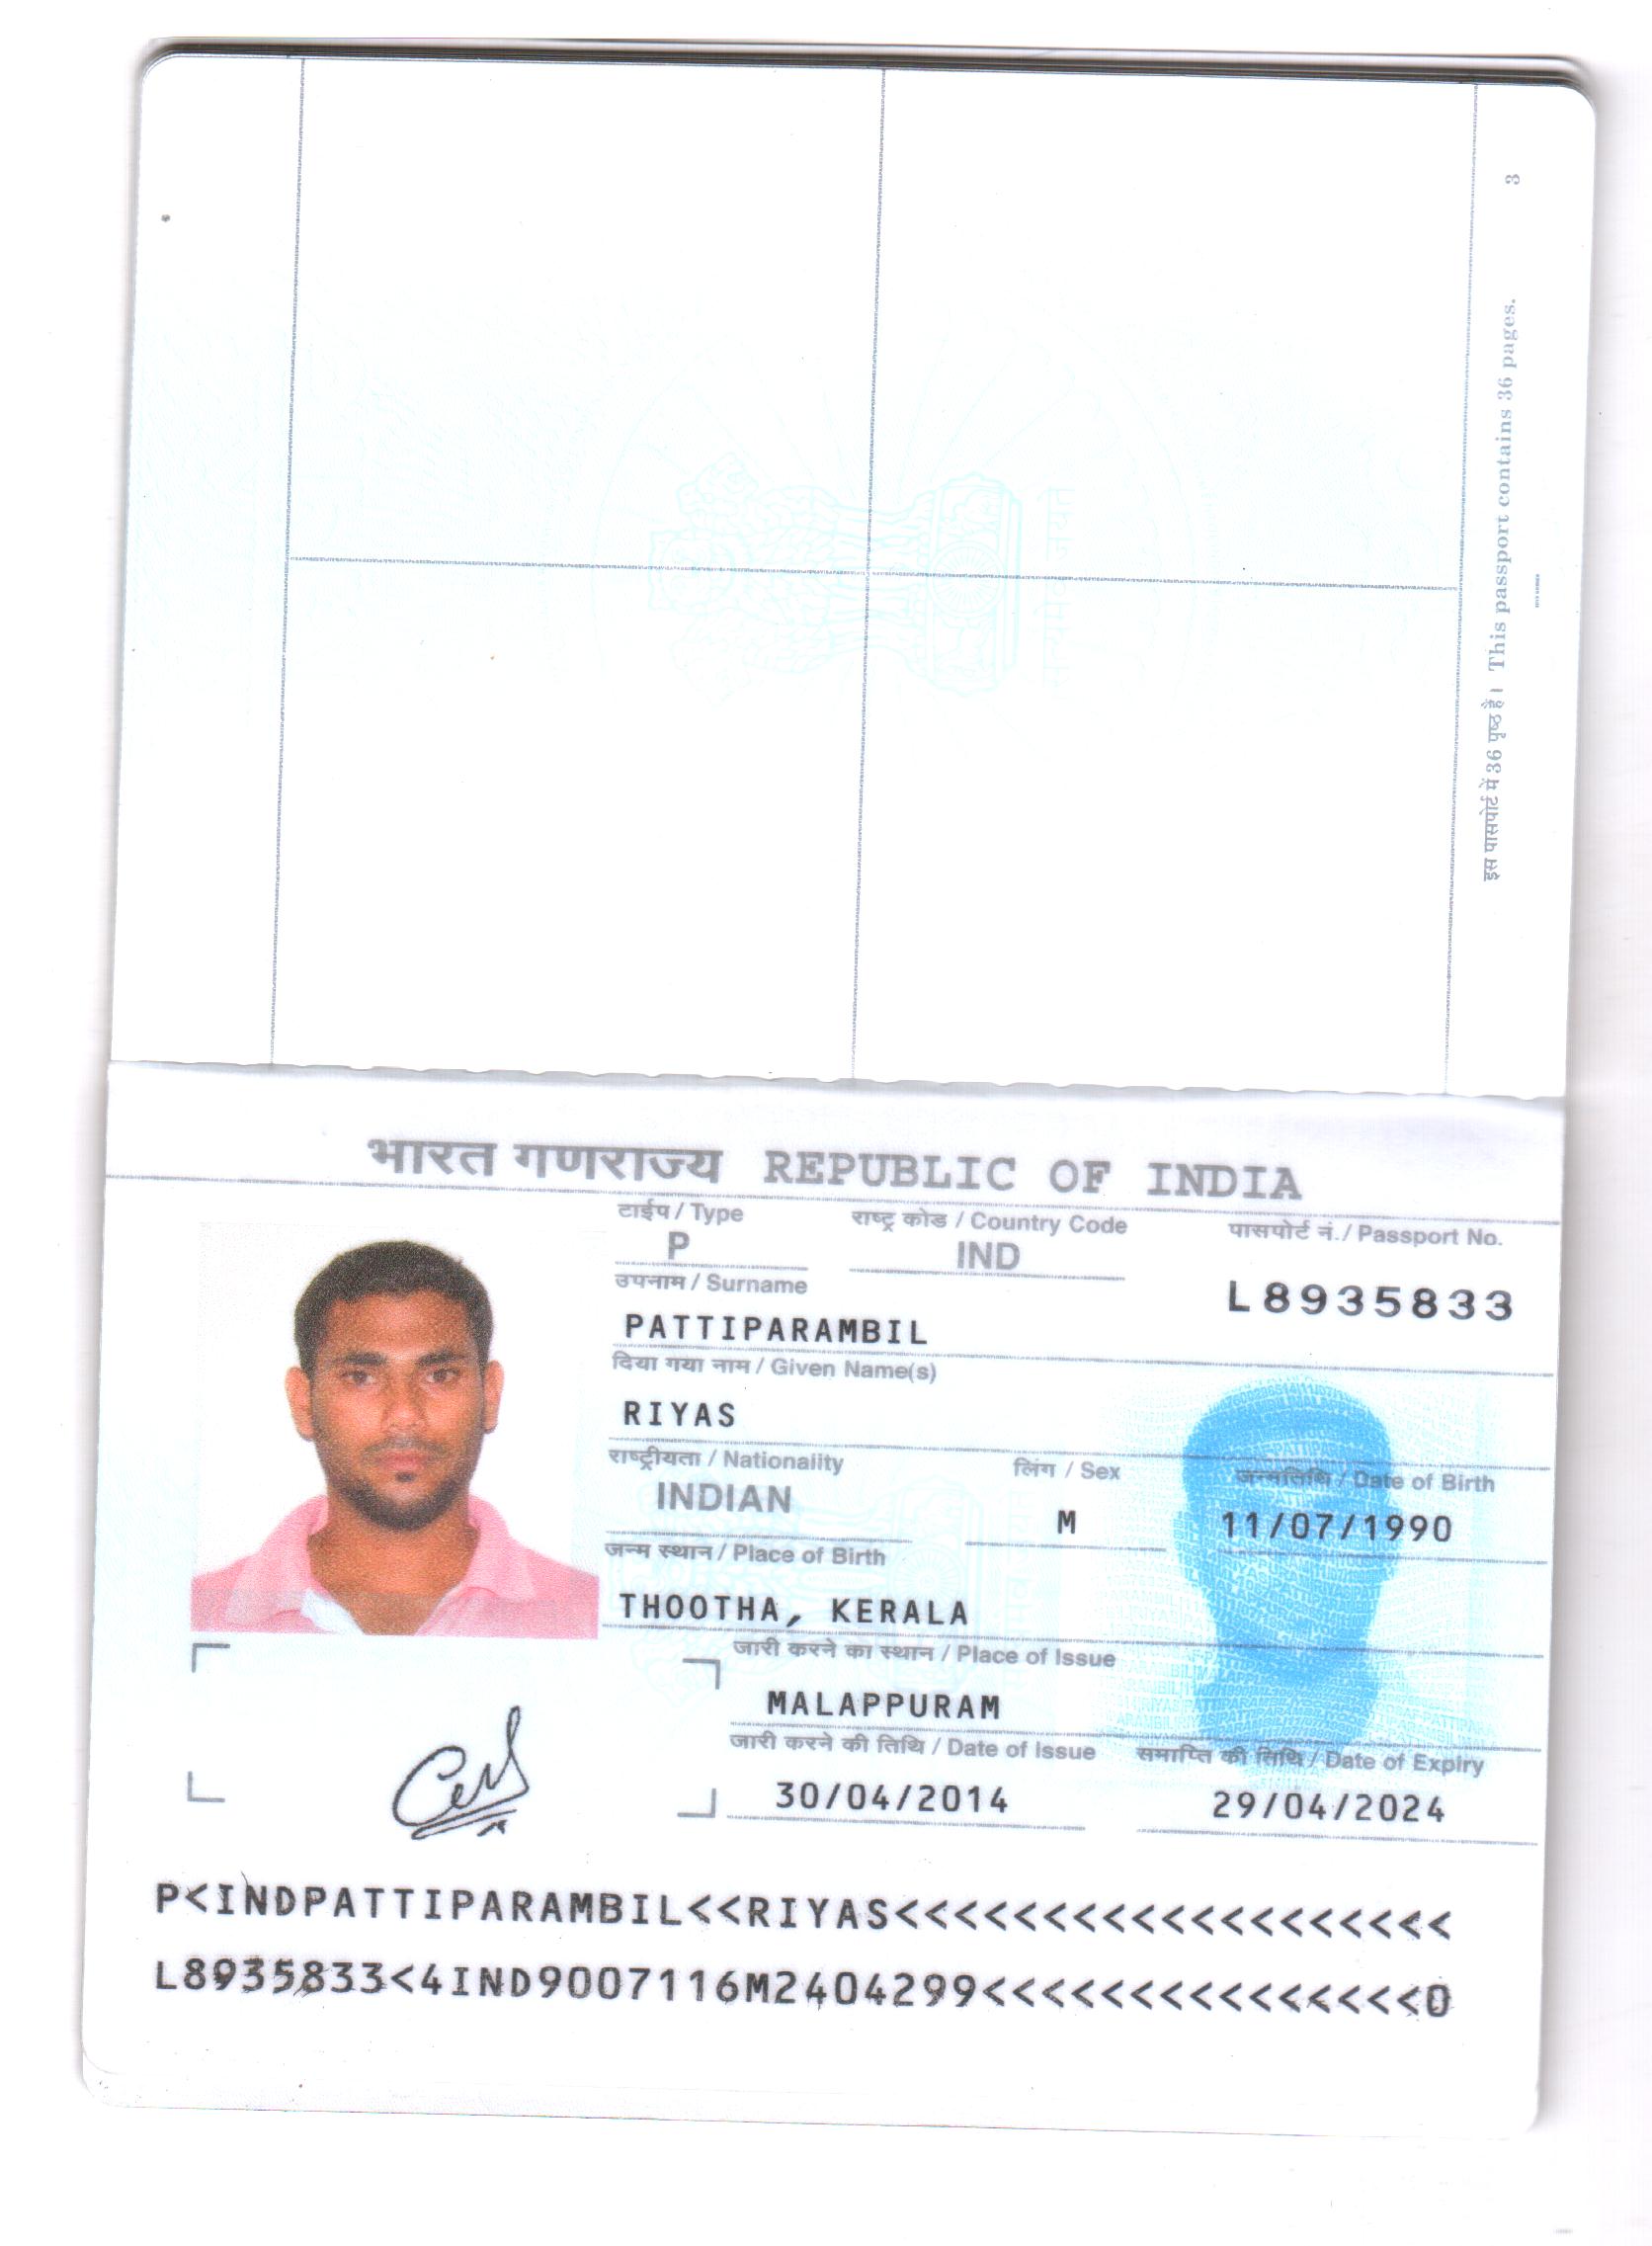 3
इस पासपोर्ट में 36 पृष्ठ हैं। This passport contains 36 pages.
भारत गणराज्य REPUBLIC OF INDIA
टाईप / Type
राष्ट्र कोड / Country Code
पासपोर्ट नं. / Passport No.
P
IND
L8935833
उपनाम / Surname
PATTIPARAMBIL
दिया गया नाम / Given Name(s)
RIYAS
राष्ट्रीयता / Nationality
लिंग / Sex
जन्मतिथि / Date of Birth
INDIAN
M
11/07/1990
जन्म स्थान / Place of Birth
THOOTHA, KERALA
जारी करने का स्थान / Place of Issue
MALAPPURAM
जारी करने की तिथि / Date of Issue
समाप्ति की तिथि / Date of Expiry
30/04/2014
29/04/2024
P<INDPATTIPARAMBIL<<RIYAS<<<<<<<<<<<<<<<<<<<
L8935833<4IND9007116M2404299<<<<<<<<<<<<<<<0